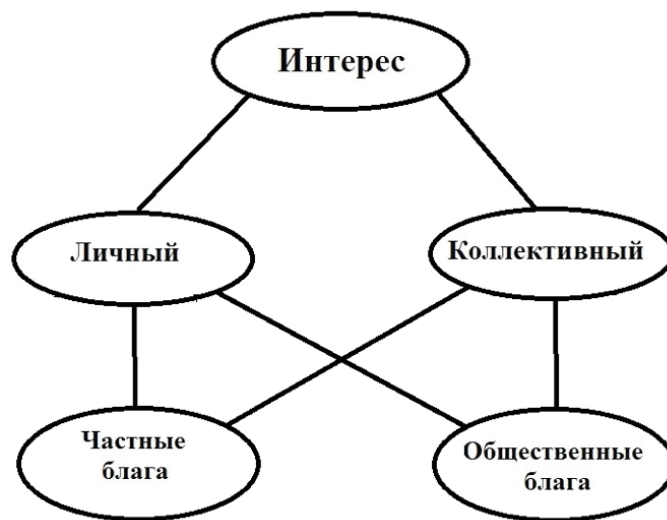 Интерес
Личный
Коллективный
Частные
блага
Общественные
блага